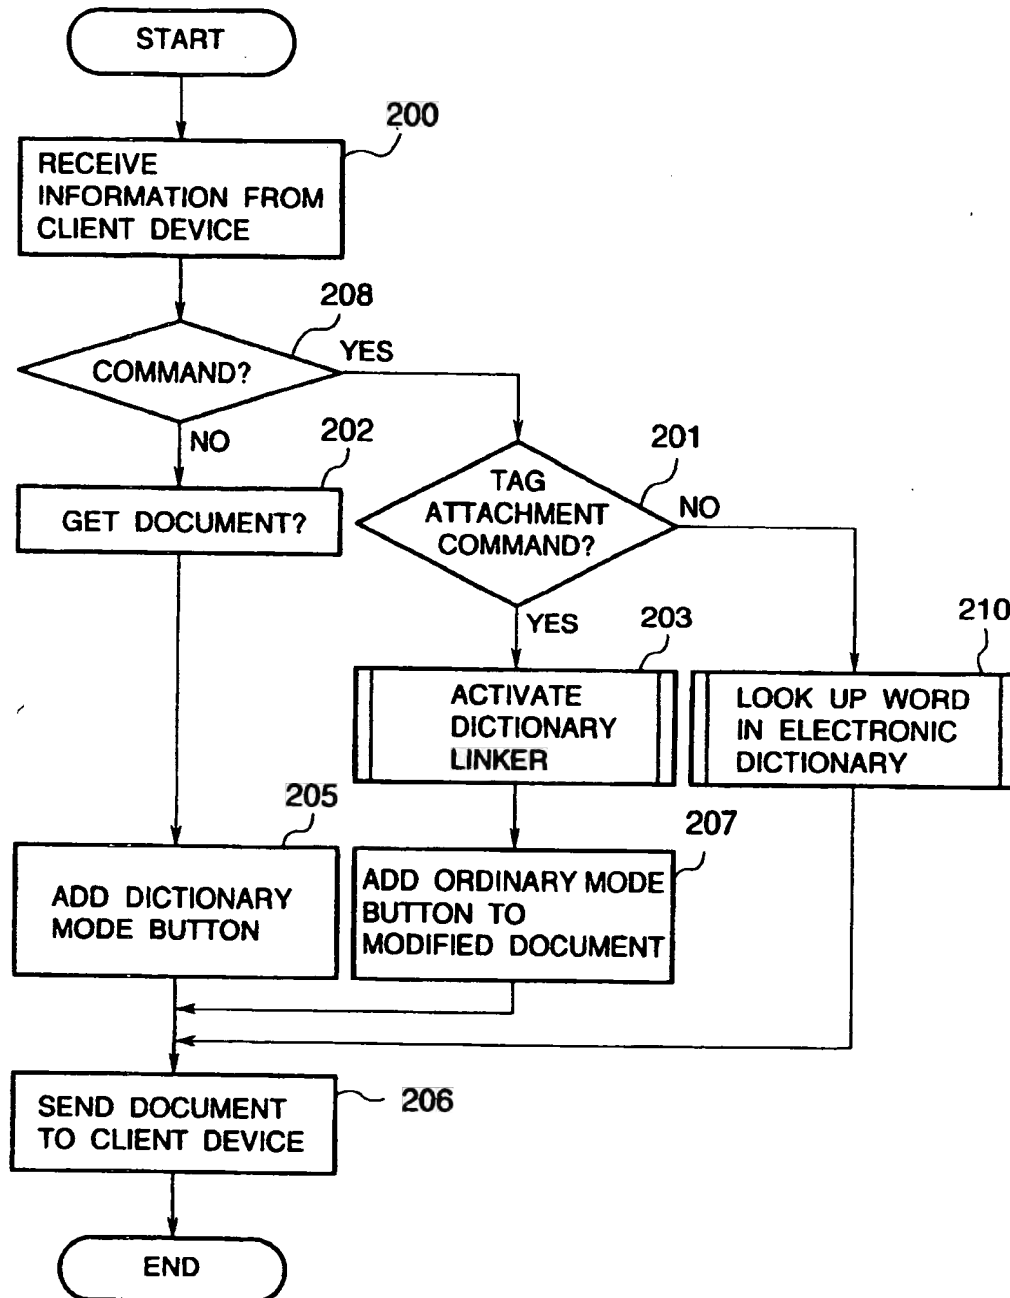 START
200
RECEIVE
INFORMATION FROM
CLIENT DEVICE
208
COMMAND?
YES
NO
202
GET DOCUMENT?
201
TAG
ATTACHMENT
COMMAND?
NO
YES
203
ACTIVATE
DICTIONARY
LINKER
210
LOOK UP WORD
IN ELECTRONIC
DICTIONARY
205
ADD DICTIONARY
MODE BUTTON
207
ADD ORDINARY MODE
BUTTON TO
MODIFIED DOCUMENT
SEND DOCUMENT
TO CLIENT DEVICE
206
END